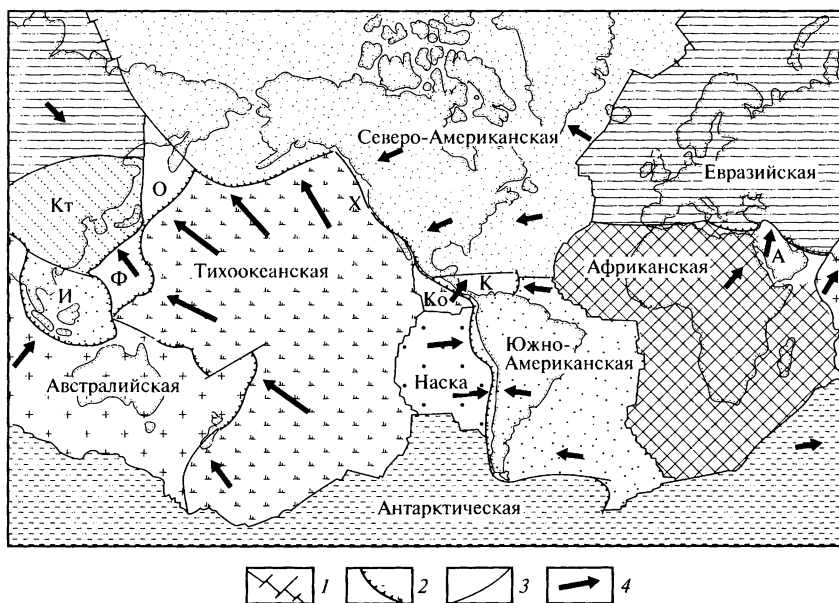 Северо-Американская
Евразийская
О
Кт
Х
Ф
Тихоокеанская
Африканская
А
И
К
Ко
Южно-
Американская
Австралийская
Наска
Антарктическая
1
2
3
4